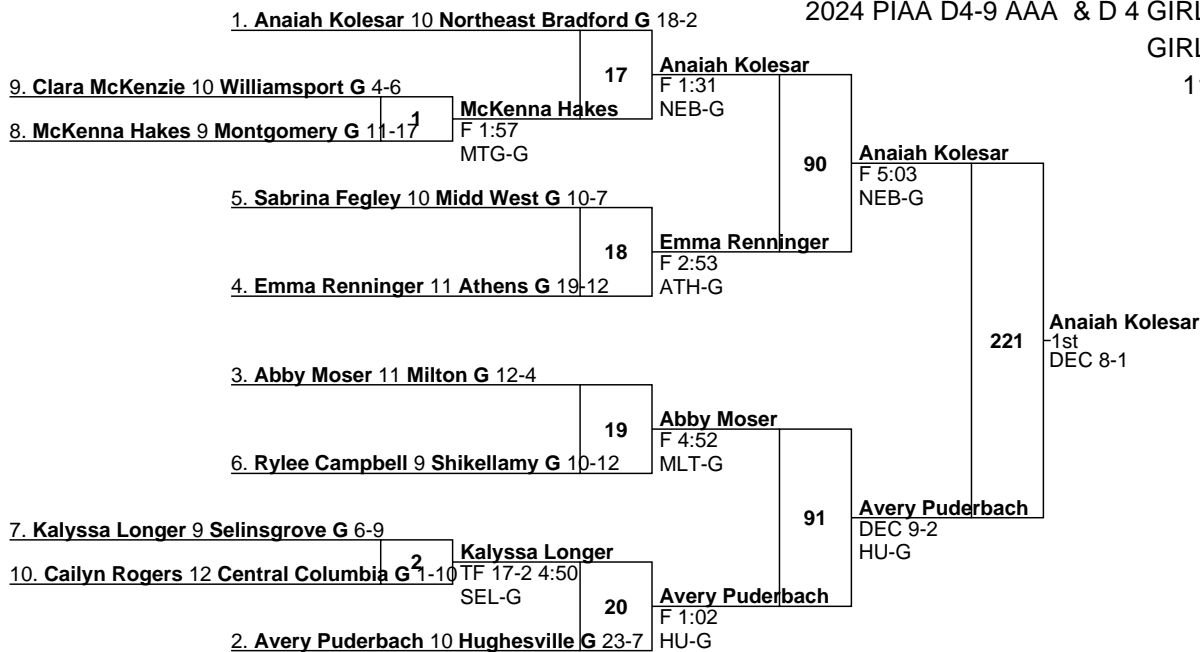 2024 PIAA D4-9 AAA & D 4 GIRL
GIRL
1. Anaiah Kolesar 10 Northeast Bradford G 18-2
17
Anaiah Kolesar
F 1:31
NEB-G
9. Clara McKenzie 10 Williamsport G 4-6
1
McKenna Hakes
F 1:57
MTG-G
8. McKenna Hakes 9 Montgomery G 11-17
90
Anaiah Kolesar
F 5:03
NEB-G
5. Sabrina Fegley 10 Midd West G 10-7
18
Emma Renninger
F 2:53
ATH-G
4. Emma Renninger 11 Athens G 19-12
221
Anaiah Kolesar
1st
DEC 8-1
3. Abby Moser 11 Milton G 12-4
19
Abby Moser
F 4:52
MLT-G
6. Rylee Campbell 9 Shikellamy G 10-12
91
Avery Puderbach
DEC 9-2
HU-G
7. Kalyssa Longer 9 Selinsgrove G 6-9
2
Kalyssa Longer
TF 17-2 4:50
SEL-G
10. Cailyn Rogers 12 Central Columbia G 1-10
20
Avery Puderbach
F 1:02
HU-G
2. Avery Puderbach 10 Hughesville G 23-7